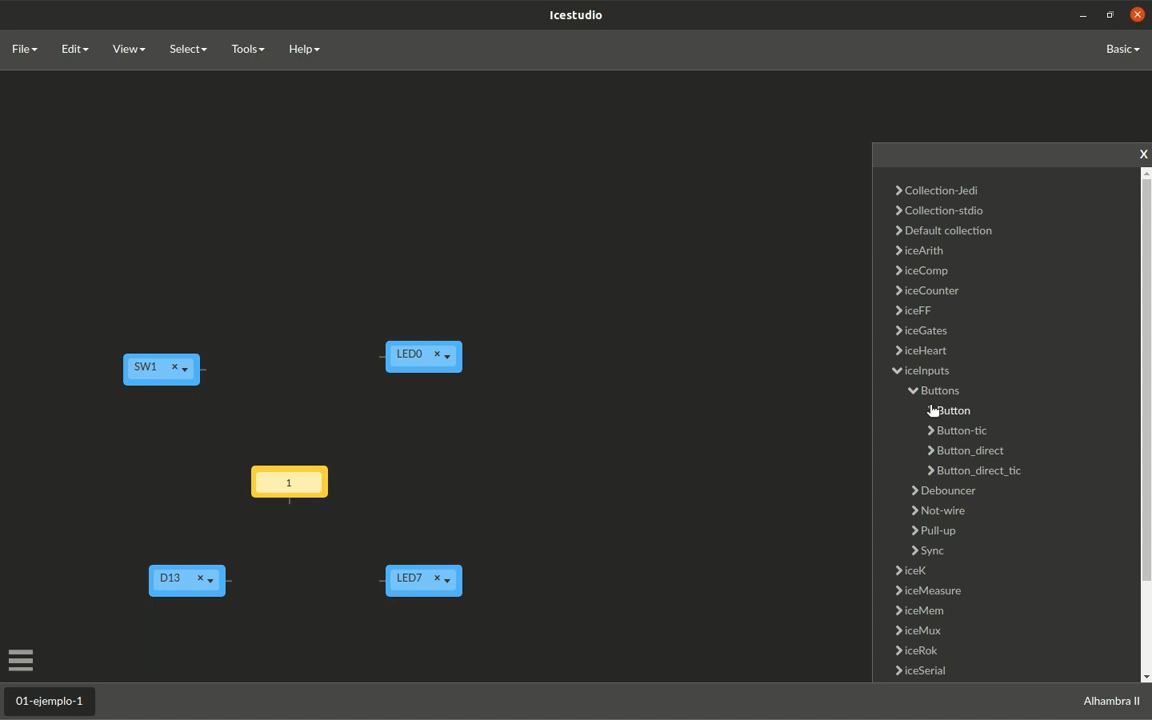 Icestudio
File Edit View Select Tools Help Basic
X
Collection-Jedi
Collection-stdio
Default collection
iceArith
iceComp
iceCounter
iceFF
iceGates
iceHeart
iceInputs
Buttons
Button
Button-tic
Button_direct
Button_direct_tic
Debouncer
Not-wire
Pull-up
Sync
iceK
iceMeasure
iceMem
iceMux
iceRok
iceSerial
SW1
LED0
1
D13
LED7
01-ejemplo-1
Alhambra II